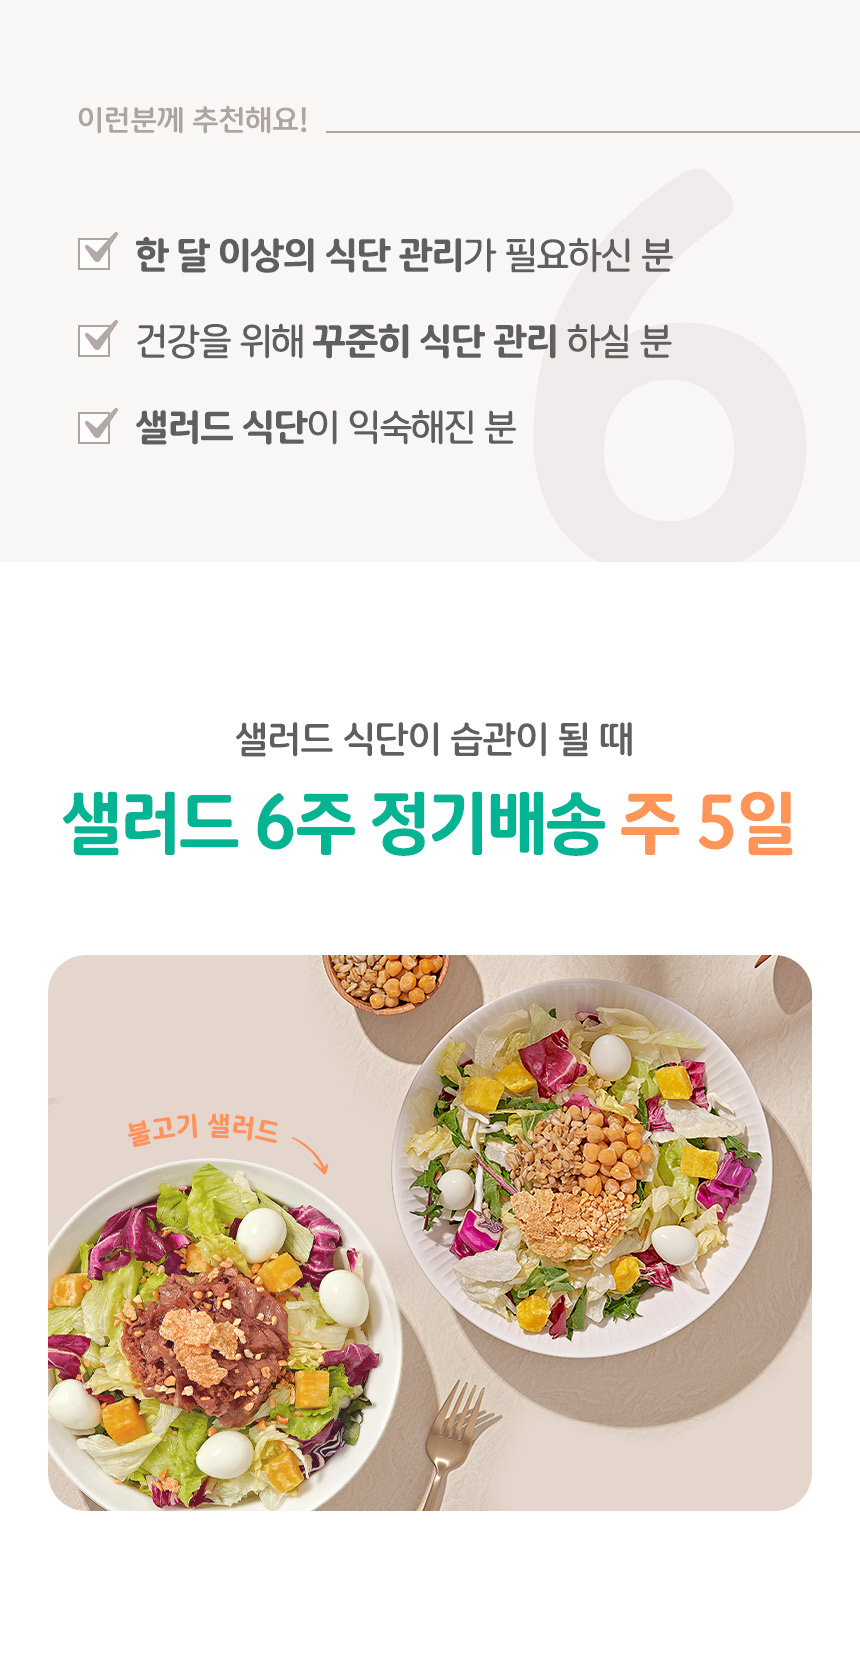 이런분께 추천해요!
6
한 달 이상의 식단 관리가 필요하신 분
건강을 위해 꾸준히 식단 관리 하실 분
샐러드 식단이 익숙해진 분
샐러드 식단이 습관이 될 때
샐러드 6주 정기배송 주 5일
불고기 샐러드